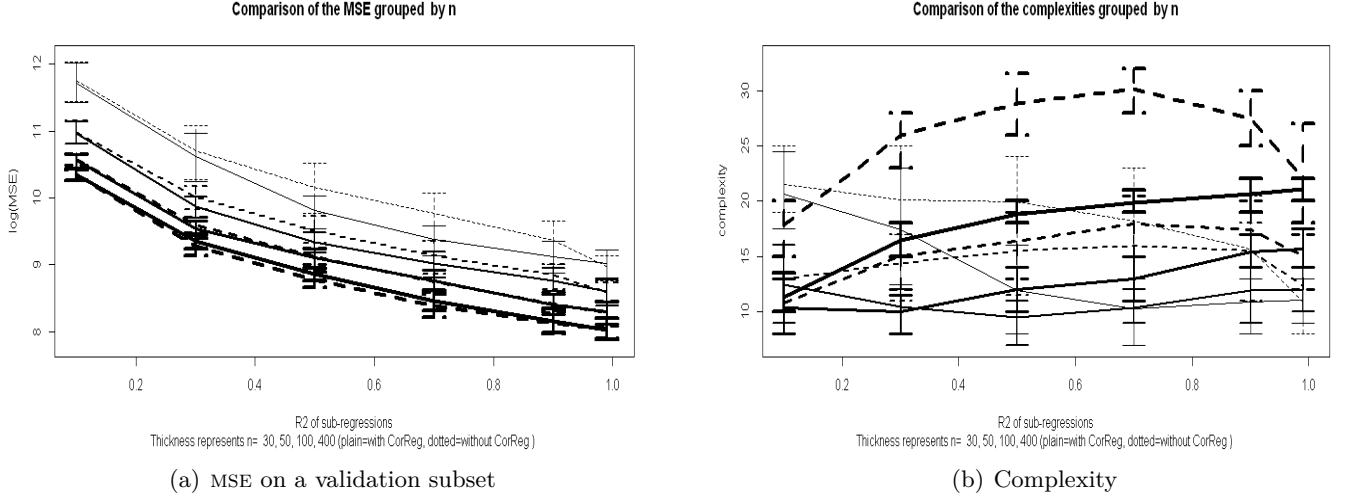 Comparison of the MSE grouped by n
log(MSE)
12
11
10
9
8
0.2 0.4 0.6 0.8 1.0
R2 of sub-regressions
Thickness represents n= 30, 50, 100, 400 (plain=with CorReg, dotted=without CorReg )
(a) MSE on a validation subset
Comparison of the complexities grouped by n
complexity
30
25
20
15
10
0.2 0.4 0.6 0.8 1.0
R2 of sub-regressions
Thickness represents n= 30, 50, 100, 400 (plain=with CorReg, dotted=without CorReg )
(b) Complexity